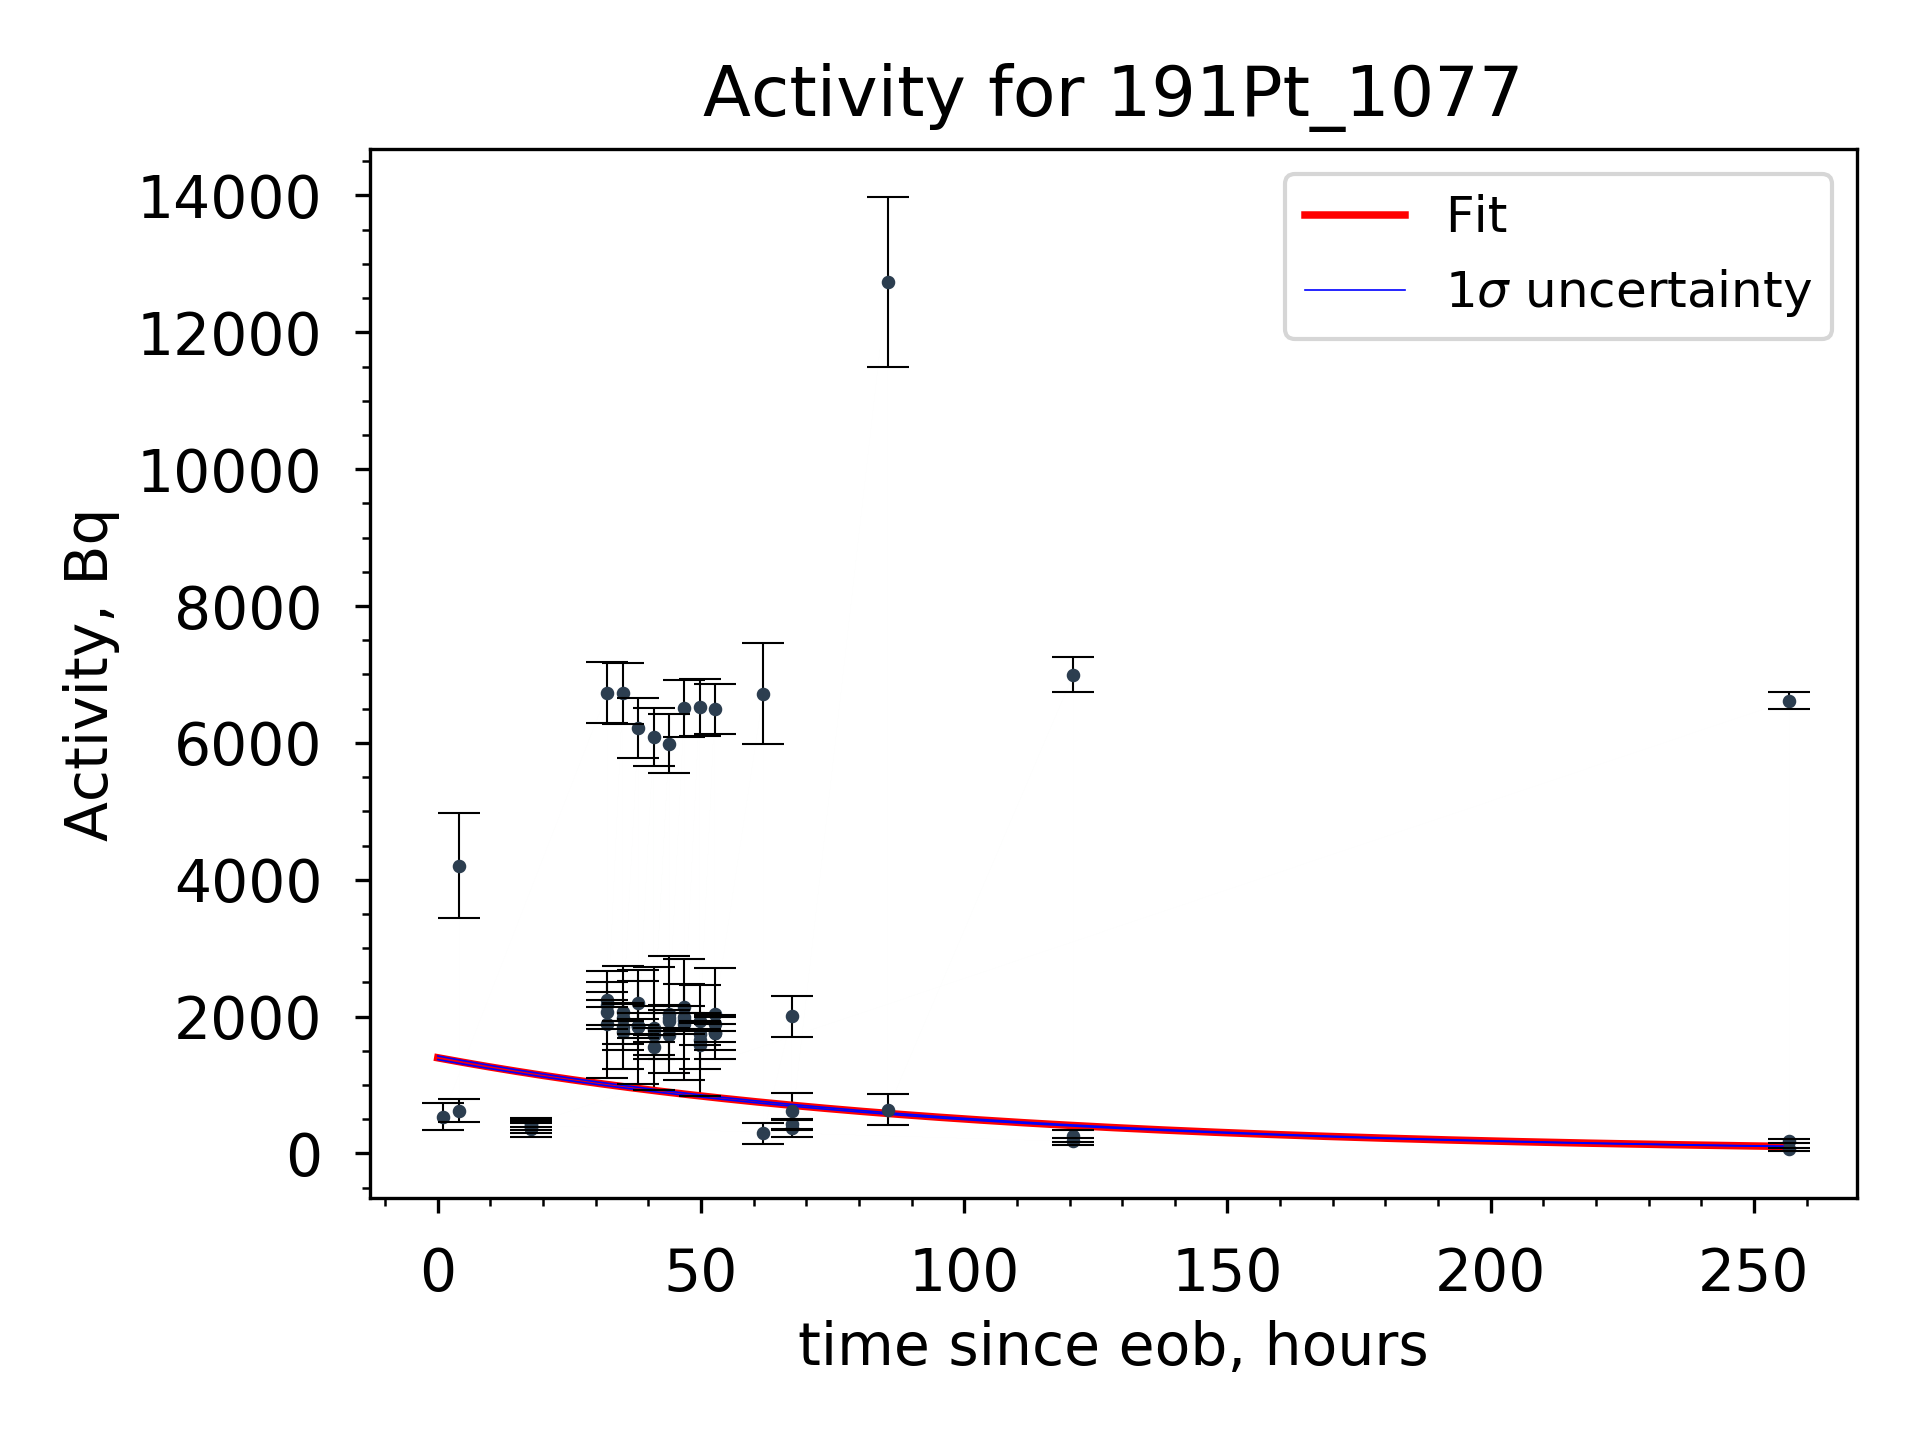 Activity for 191Pt_1077
Fit
1σ uncertainty
14000
12000
10000
8000
6000
4000
2000
0
Activity, Bq
0 50 100 150 200 250
time since eob, hours